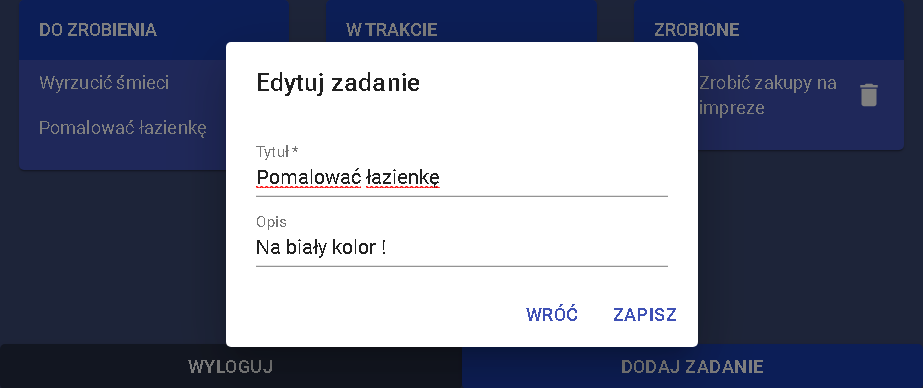 DO ZROBIENIA
W TRAKCIE
ZROBIONE
Wyrzucić śmieci
Pomalować łazienkę
Zrobić zakupy na
impreze
Edytuj zadanie
Tytuł *
Pomalować łazienkę
Opis
Na biały kolor !
WRÓĆ
ZAPISZ
WYLOGUJ
DODAJ ZADANIE